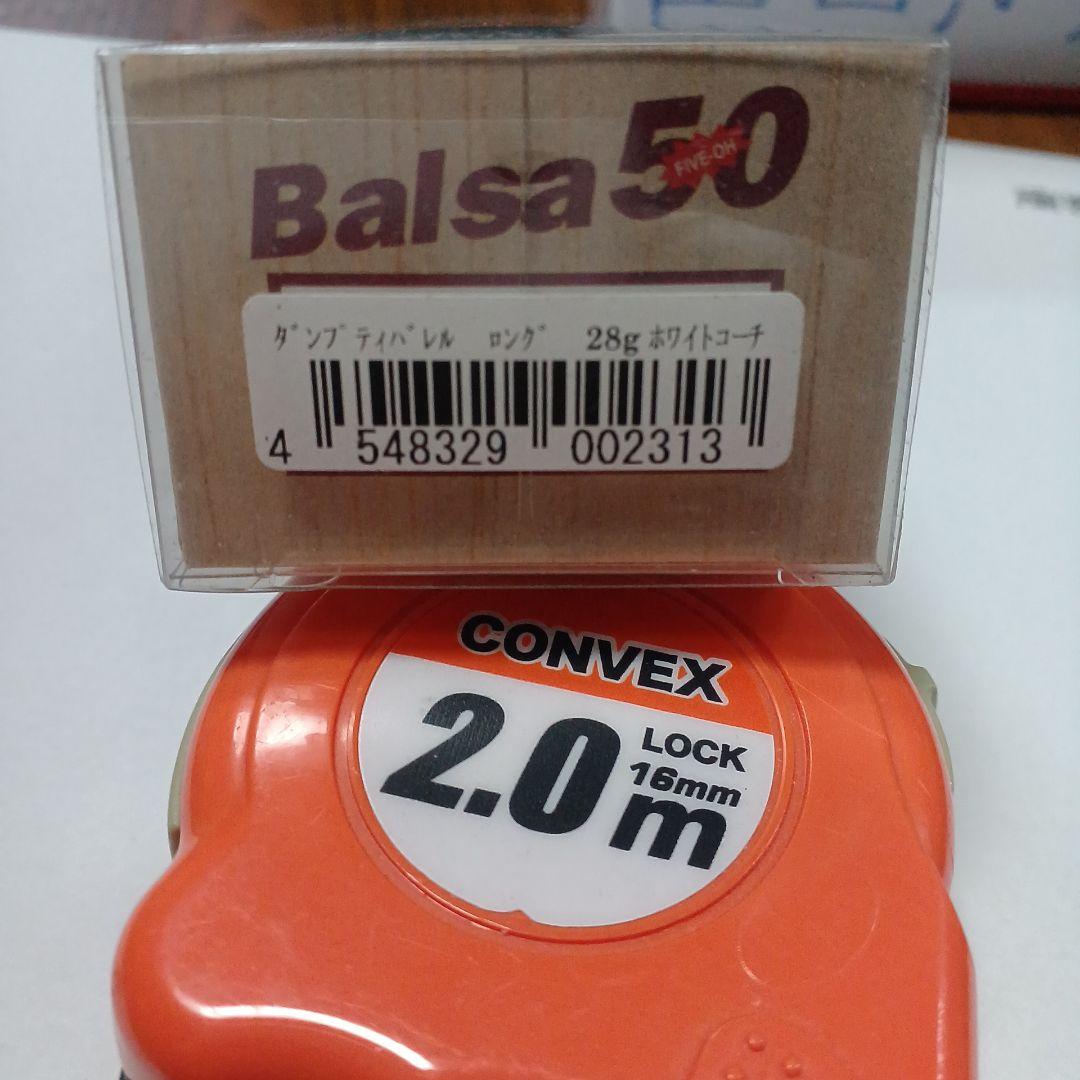 Balsa50
FIVE-OH
ﾀﾞﾝﾌﾟﾃｨﾊﾞﾚﾙ ﾛﾝｸﾞ 28g ホワイトコーチ
4 548329 002313
CONVEX
2.0m
LOCK
16mm